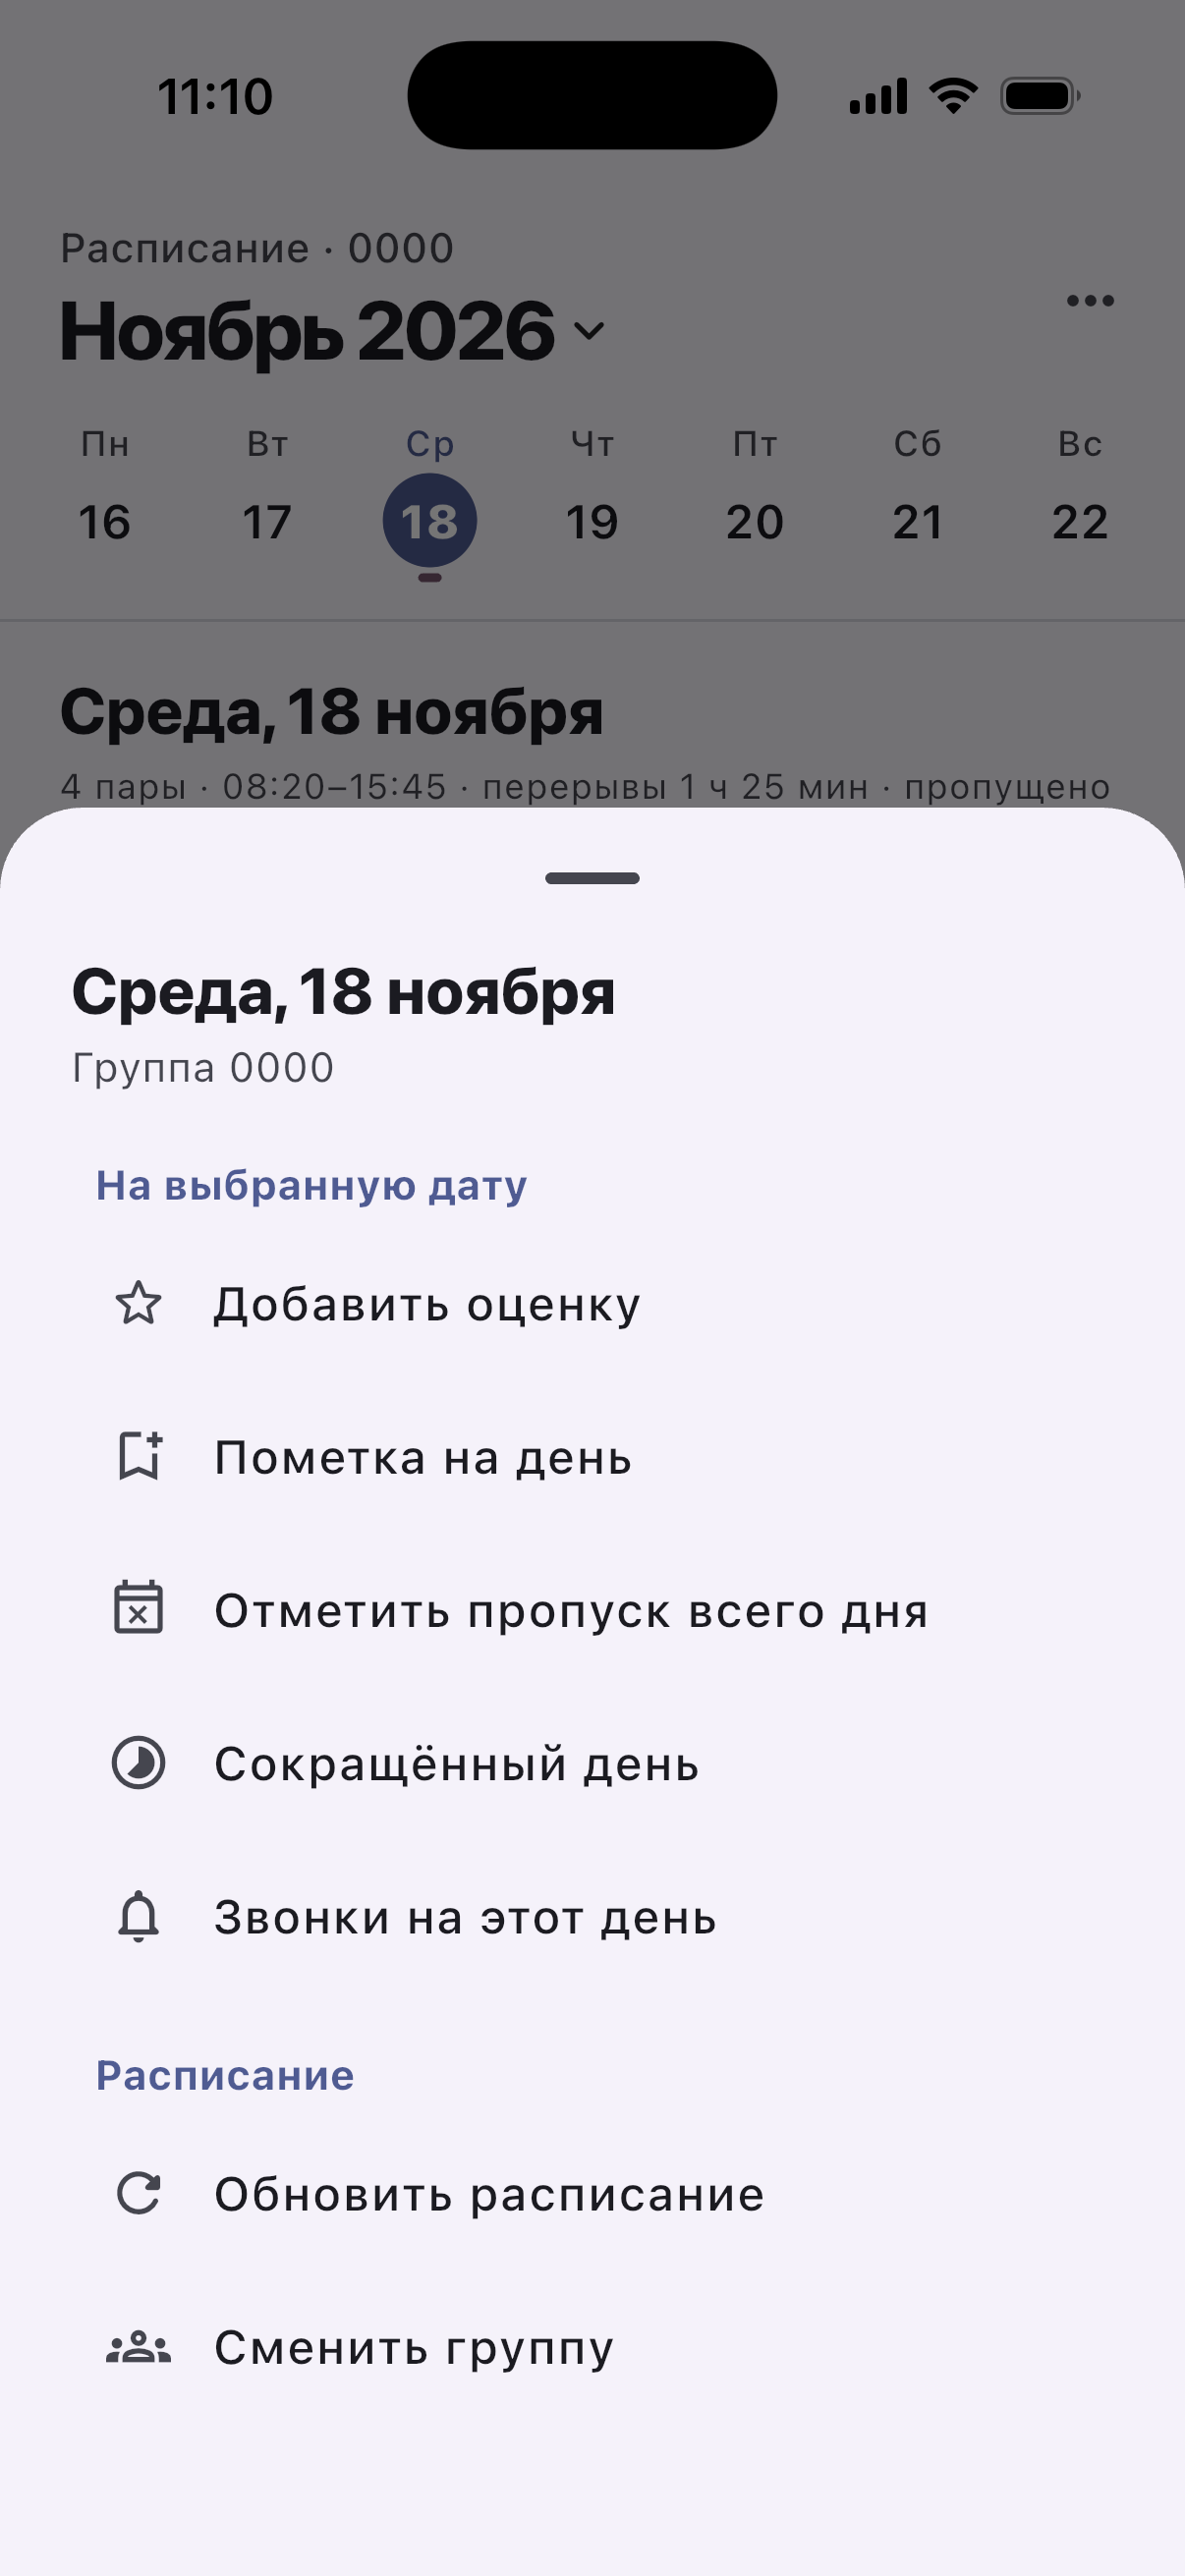 11:10
Расписание · 0000
Ноябрь 2026
Пн Вт Ср Чт Пт Сб Вс
16 17 18 19 20 21 22
Среда, 18 ноября
4 пары · 08:20–15:45 · перерывы 1 ч 25 мин · пропущено
Среда, 18 ноября
Группа 0000
На выбранную дату
Добавить оценку
Пометка на день
Отметить пропуск всего дня
Сокращённый день
Звонки на этот день
Расписание
Обновить расписание
Сменить группу